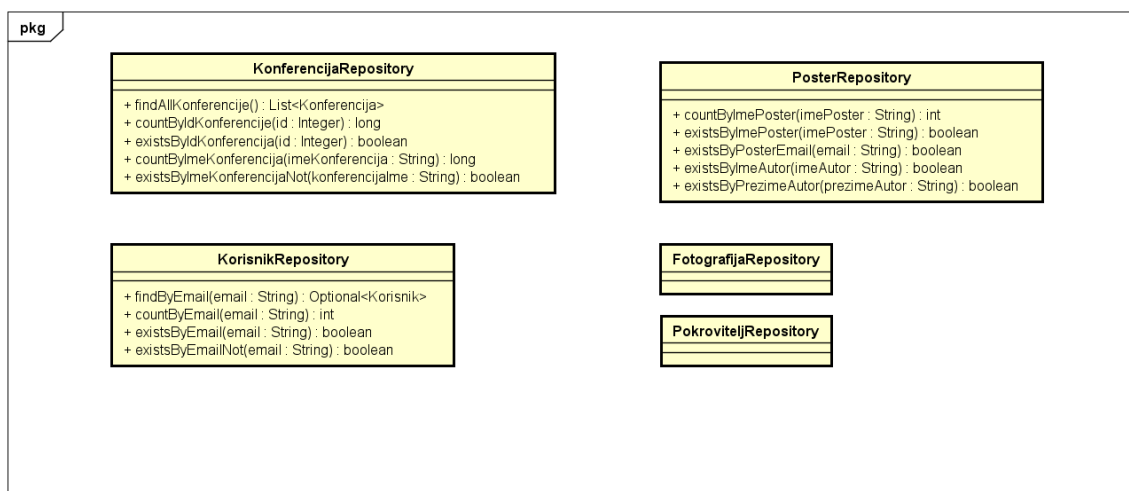 pkg
KonferencijaRepository
+ findAllKonferencije() : List<Konferencija>
+ countByIdKonferencije(id : Integer) : long
+ existsByIdKonferencija(id : Integer) : boolean
+ countByImeKonferencija(imeKonferencija : String) : long
+ existsByImeKonferencijaNot(konferencijaIme : String) : boolean
PosterRepository
+ countByImePoster(imePoster : String) : int
+ existsByImePoster(imePoster : String) : boolean
+ existsByPosterEmail(email : String) : boolean
+ existsByImeAutor(imeAutor : String) : boolean
+ existsByPrezimeAutor(prezimeAutor : String) : boolean
KorisnikRepository
+ findByEmail(email : String) : Optional<Korisnik>
+ countByEmail(email : String) : int
+ existsByEmail(email : String) : boolean
+ existsByEmailNot(email : String) : boolean
FotografijaRepository
PokroviteljRepository